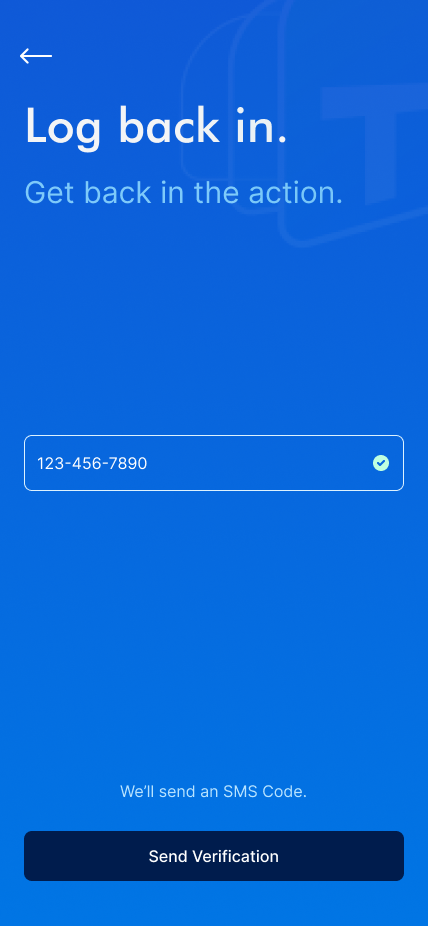 Log back in.
Get back in the action.
123-456-7890
We'll send an SMS Code.
Send Verification